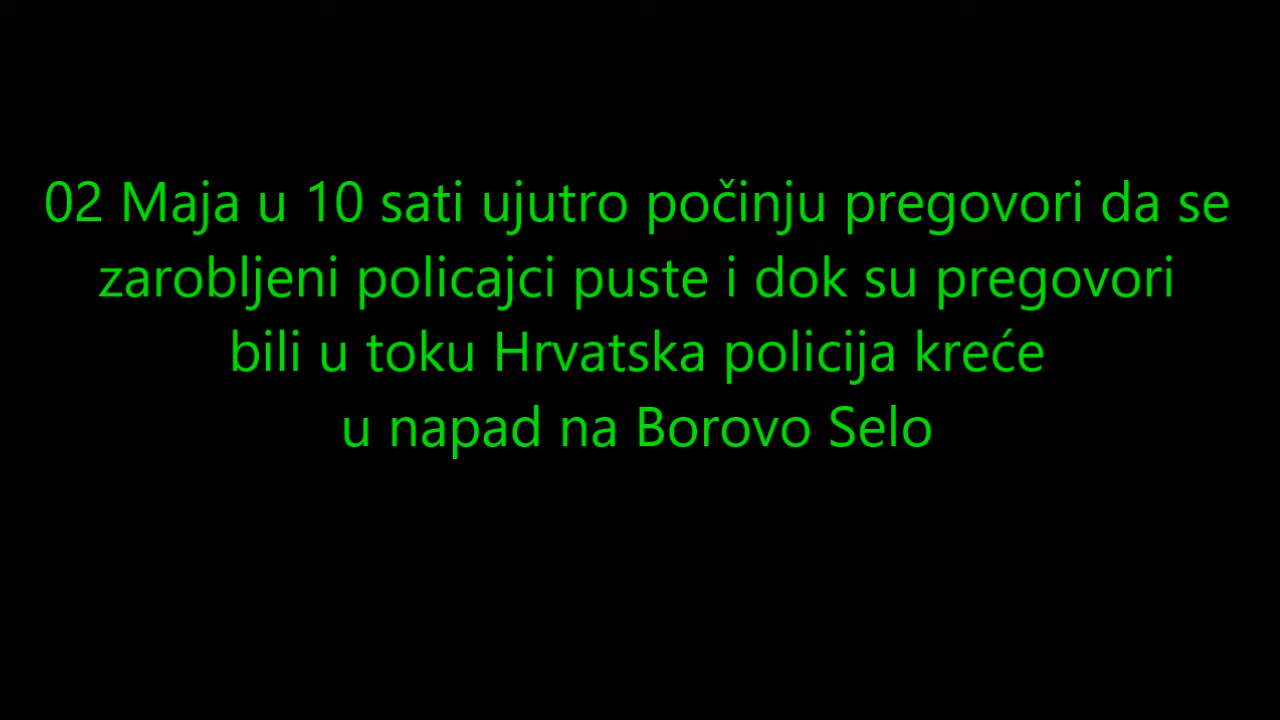 02 Maja u 10 sati ujutro počinju pregovori da se
zarobljeni policajci puste i dok su pregovori
bili u toku Hrvatska policija kreće
u napad na Borovo Selo